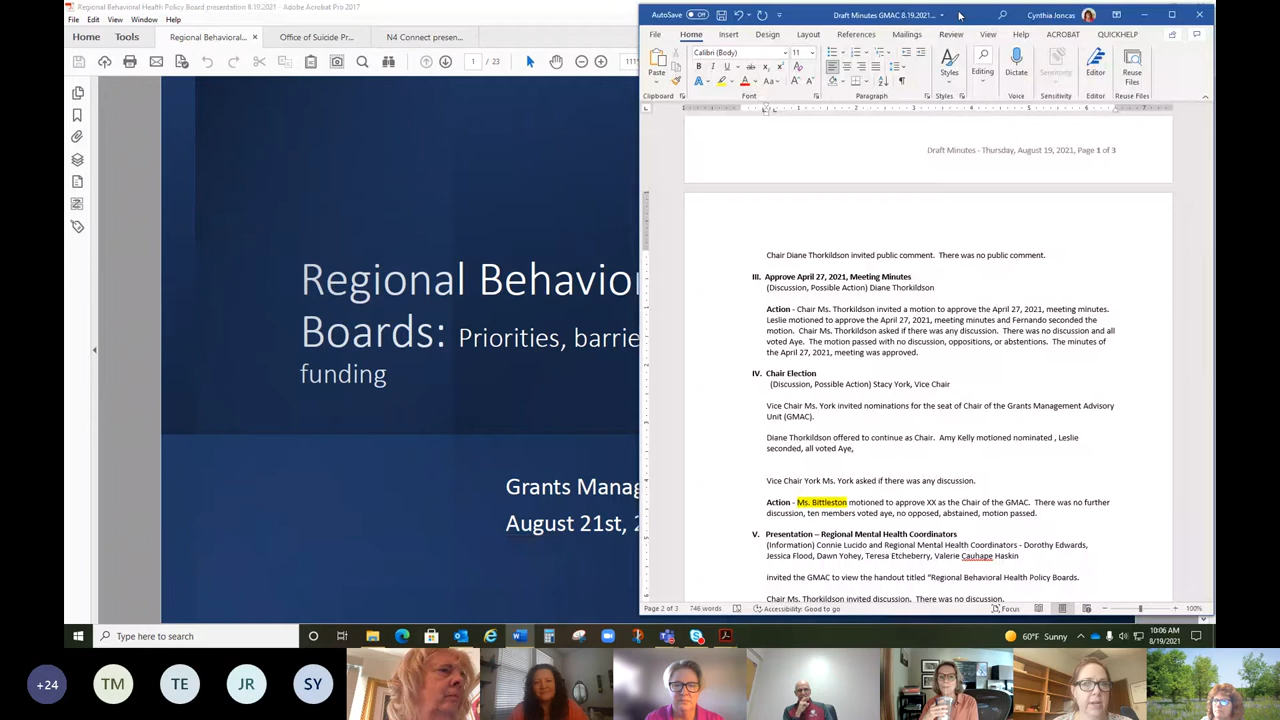 Regional Behavioral Health Policy Board presentation 8.19.2021 - Adobe Acrobat Pro 2017
File Edit View Window Help
Home Tools Regional Behavioral... × Office of Suicide Pr... N4 Connect presen...
1 / 23 111%
Regional Behavior
Boards: Priorities, barrie
funding
Grants Manag
August 21st, 2
AutoSave Off Draft Minutes GMAC 8.19.2021... Cynthia Joncas
File Home Insert Design Layout References Mailings Review View Help ACROBAT QUICKHELP
Calibri (Body) 11
Paste Styles Editing Dictate Sensitivity Editor Reuse Files
Clipboard Font Paragraph Styles Sensitivity Editor Reuse Files
Draft Minutes - Thursday, August 19, 2021, Page 1 of 3
Chair Diane Thorkildson invited public comment. There was no public comment.
III. Approve April 27, 2021, Meeting Minutes
(Discussion, Possible Action) Diane Thorkildson
Action - Chair Ms. Thorkildson invited a motion to approve the April 27, 2021, meeting minutes.
Leslie motioned to approve the April 27, 2021, meeting minutes and Fernando seconded the
motion. Chair Ms. Thorkildson asked if there was any discussion. There was no discussion and all
voted Aye. The motion passed with no discussion, oppositions, or abstentions. The minutes of
the April 27, 2021, meeting was approved.
IV. Chair Election
(Discussion, Possible Action) Stacy York, Vice Chair
Vice Chair Ms. York invited nominations for the seat of Chair of the Grants Management Advisory
Unit (GMAC).
Diane Thorkildson offered to continue as Chair. Amy Kelly motioned nominated , Leslie
seconded, all voted Aye,
Vice Chair York Ms. York asked if there was any discussion.
Action - Ms. Bittleston motioned to approve XX as the Chair of the GMAC. There was no further
discussion, ten members voted aye, no opposed, abstained, motion passed.
V. Presentation – Regional Mental Health Coordinators
(Information) Connie Lucido and Regional Mental Health Coordinators - Dorothy Edwards,
Jessica Flood, Dawn Yohey, Teresa Etcheberry, Valerie Cauhape Haskin
invited the GMAC to view the handout titled “Regional Behavioral Health Policy Boards.
Chair Ms. Thorkildson invited discussion. There was no discussion.
Page 2 of 3 746 words Accessibility: Good to go Focus 100%
Type here to search 60°F Sunny 10:06 AM
8/19/2021
+24 TM TE JR SY